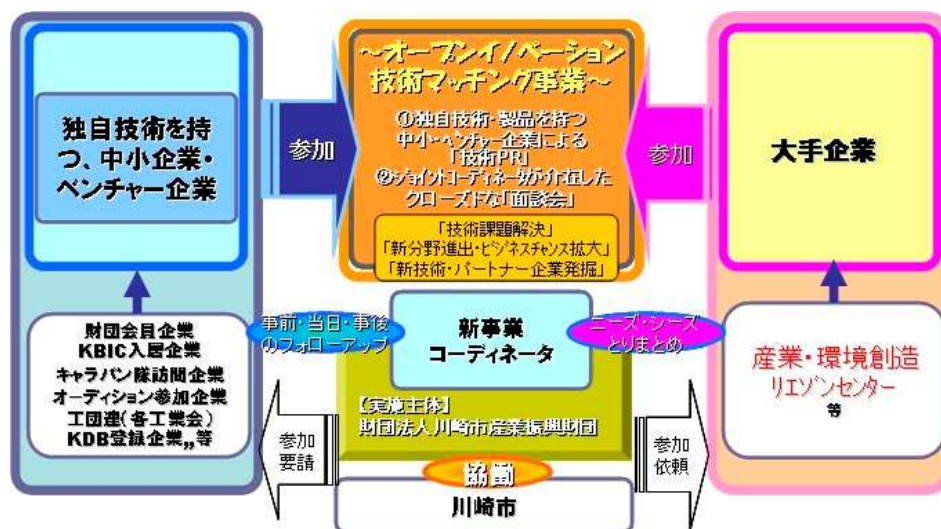 独自技術を持
つ、中小企業・
ベンチャー企業
財団会員企業
KBIC入居企業
キャラバン隊訪問企業
オーディション参加企業
工団連(各工業会)
KDB登録企業,,等
参加
～オープンイノベーション
技術マッチング事業～
①独自技術・製品を持つ
中小・ベンチャー企業による
「技術PR」
②ジョイントコーディネータが介在した
クローズドな「面談会」
「技術課題解決」
「新分野進出・ビジネスチャンス拡大」
「新技術・パートナー企業発掘」
参加
大手企業
産業・環境創造
リエゾンセンター
等
事前・当日・事後
のフォローアップ
新事業
コーディネータ
ニーズ・シーズ
とりまとめ
【実施主体】
財団法人川崎市産業振興財団
参加
要請
協働
川崎市
参加
依頼